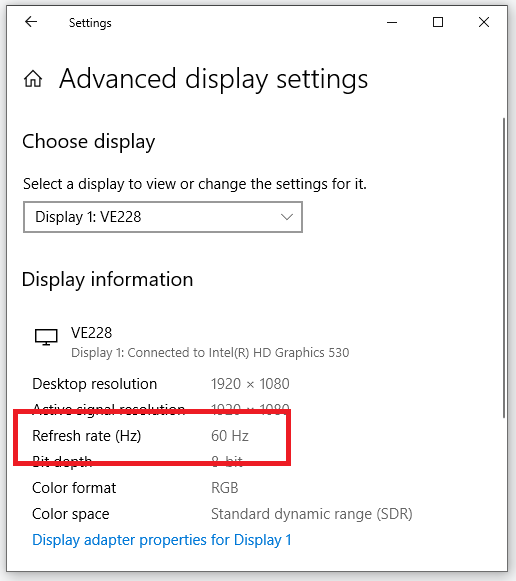 Settings
Advanced display settings
Choose display
Select a display to view or change the settings for it.
Display 1: VE228
Display information
VE228
Display 1: Connected to Intel(R) HD Graphics 530
Desktop resolution 1920 × 1080
Active signal resolution 1920 × 1080
Refresh rate (Hz) 60 Hz
Bit depth 8-bit
Color format RGB
Color space Standard dynamic range (SDR)
Display adapter properties for Display 1